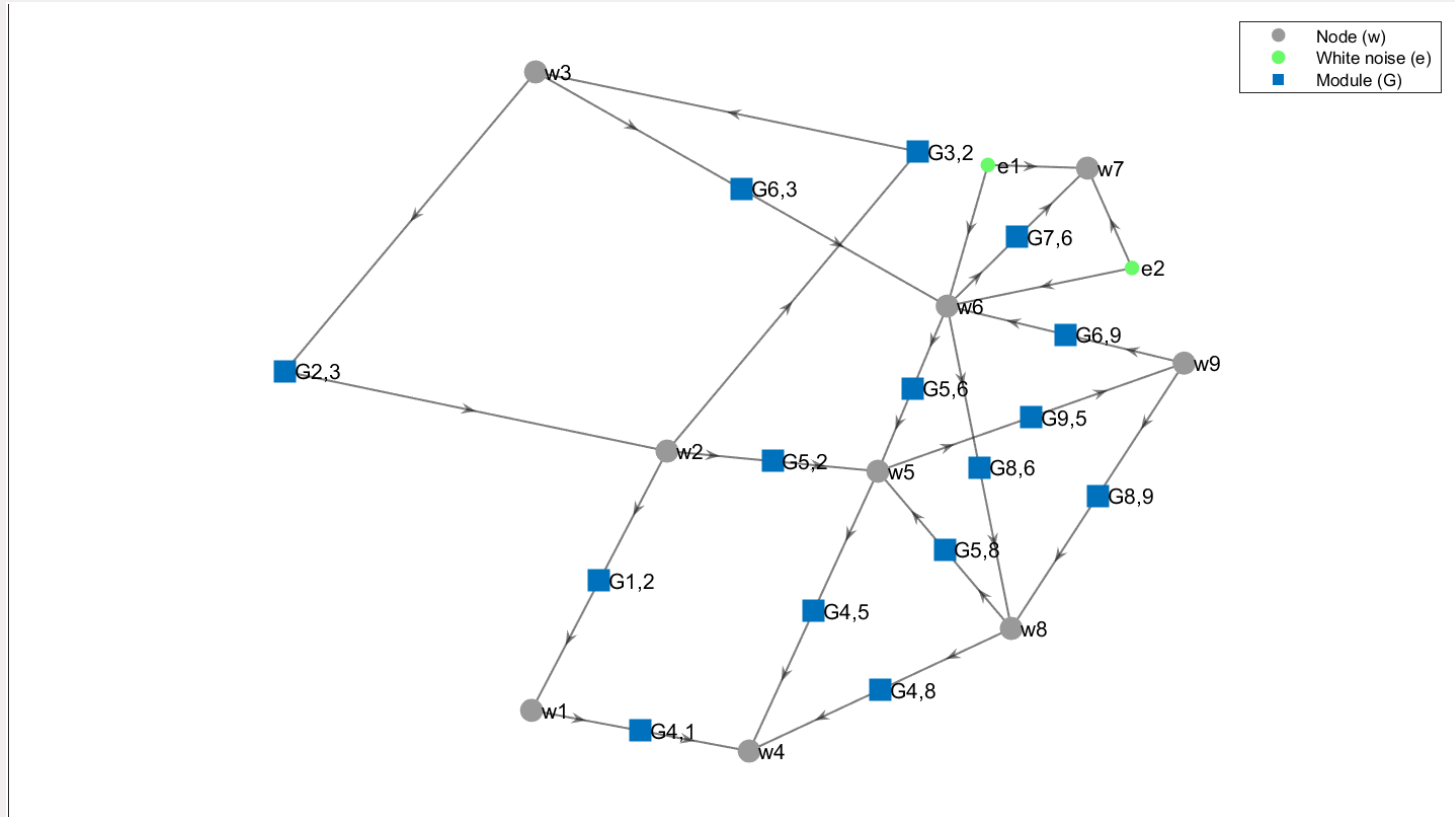 Node (w)
White noise (e)
Module (G)
w3
G3,2
e1
w7
G6,3
G7,6
e2
w6
G6,9
w9
G2,3
G5,6
G9,5
w2
G5,2
w5
G8,6
G8,9
G5,8
G1,2
G4,5
w8
G4,8
w1
G4,1
w4